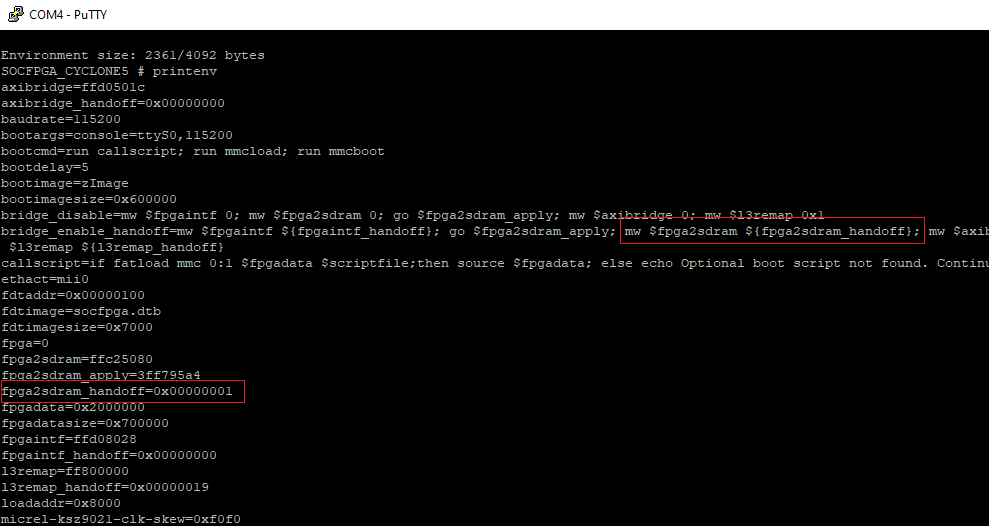 COM4 - PuTTY
Environment size: 2361/4092 bytes
SOCFPGA_CYCLONE5 # printenv
axibridge=ffd0501c
axibridge_handoff=0x00000000
baudrate=115200
bootargs=console=ttyS0,115200
bootcmd=run callscript; run mmcload; run mmcboot
bootdelay=5
bootimage=zImage
bootimagesize=0x600000
bridge_disable=mw $fpgaintf 0; mw $fpga2sdram 0; go $fpga2sdram_apply; mw $axibridge 0; mw $l3remap 0x1
bridge_enable_handoff=mw $fpgaintf ${fpgaintf_handoff}; go $fpga2sdram_apply; mw $fpga2sdram ${fpga2sdram_handoff}; mw $axib
$l3remap ${l3remap_handoff}
callscript=if fatload mmc 0:1 $fpgadata $scriptfile;then source $fpgadata; else echo Optional boot script not found. Continu
ethact=mii0
fdtaddr=0x00000100
fdtimage=socfpga.dtb
fdtimagesize=0x7000
fpga=0
fpga2sdram=ffc25080
fpga2sdram_apply=3ff795a4
fpga2sdram_handoff=0x00000001
fpgadata=0x2000000
fpgadatasize=0x700000
fpgaintf=ffd08028
fpgaintf_handoff=0x00000000
l3remap=ff800000
l3remap_handoff=0x00000019
loadaddr=0x8000
micrel-ksz9021-clk-skew=0xf0f0